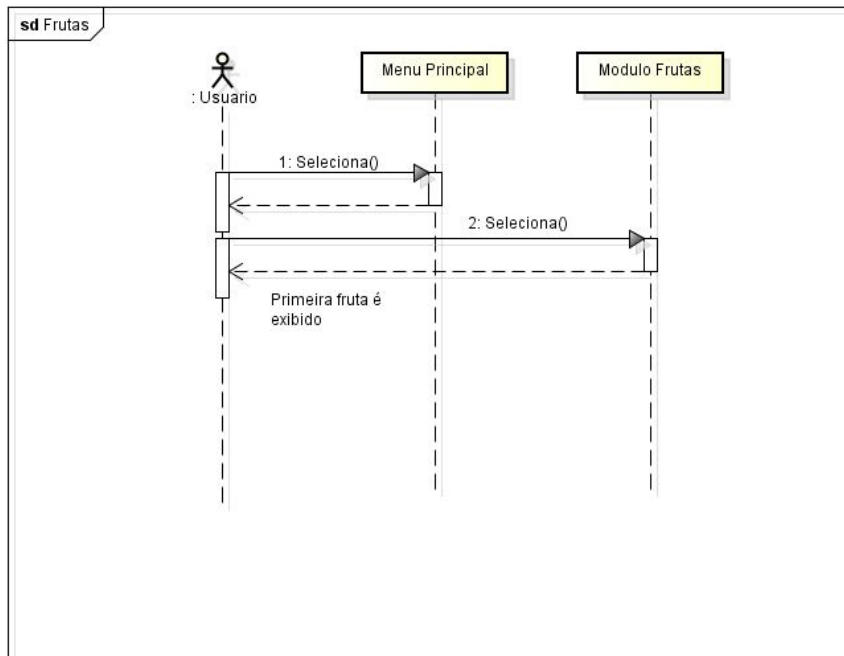 sd Frutas
: Usuario
Menu Principal
Modulo Frutas
1: Seleciona()
2: Seleciona()
Primeira fruta é
exibido